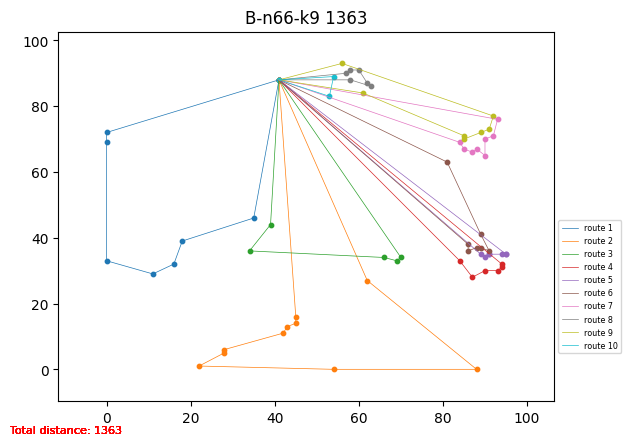 B-n66-k9 1363
100
80
60
40
20
0
0 20 40 60 80 100
route 1
route 2
route 3
route 4
route 5
route 6
route 7
route 8
route 9
route 10
Total distance: 1363